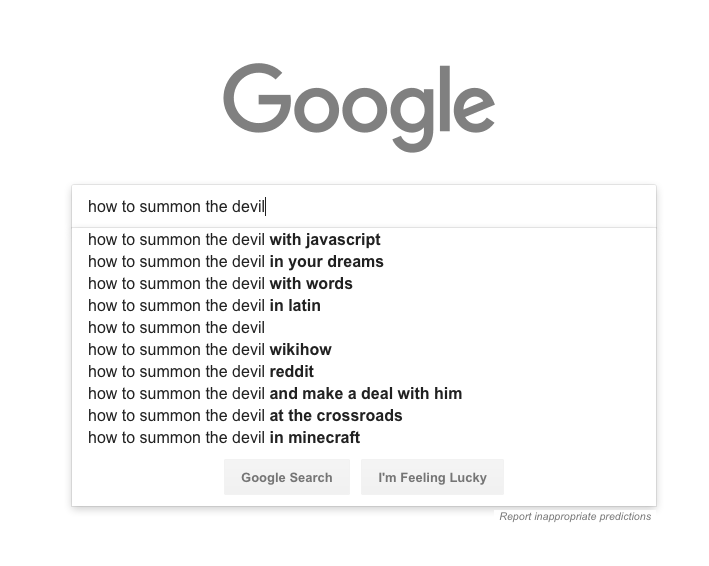 Google
how to summon the devil
how to summon the devil with javascript
how to summon the devil in your dreams
how to summon the devil with words
how to summon the devil in latin
how to summon the devil
how to summon the devil wikihow
how to summon the devil reddit
how to summon the devil and make a deal with him
how to summon the devil at the crossroads
how to summon the devil in minecraft
Google Search I'm Feeling Lucky
Report inappropriate predictions